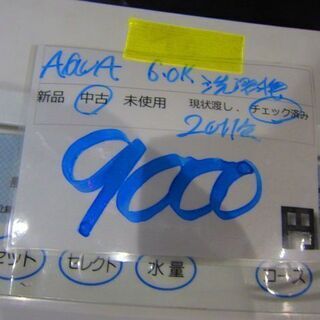 AQUA 6.0K 洗濯機
新品 中古 未使用 現状渡し・チェック済み
2011年
9000 円
セレクト 水量 コース